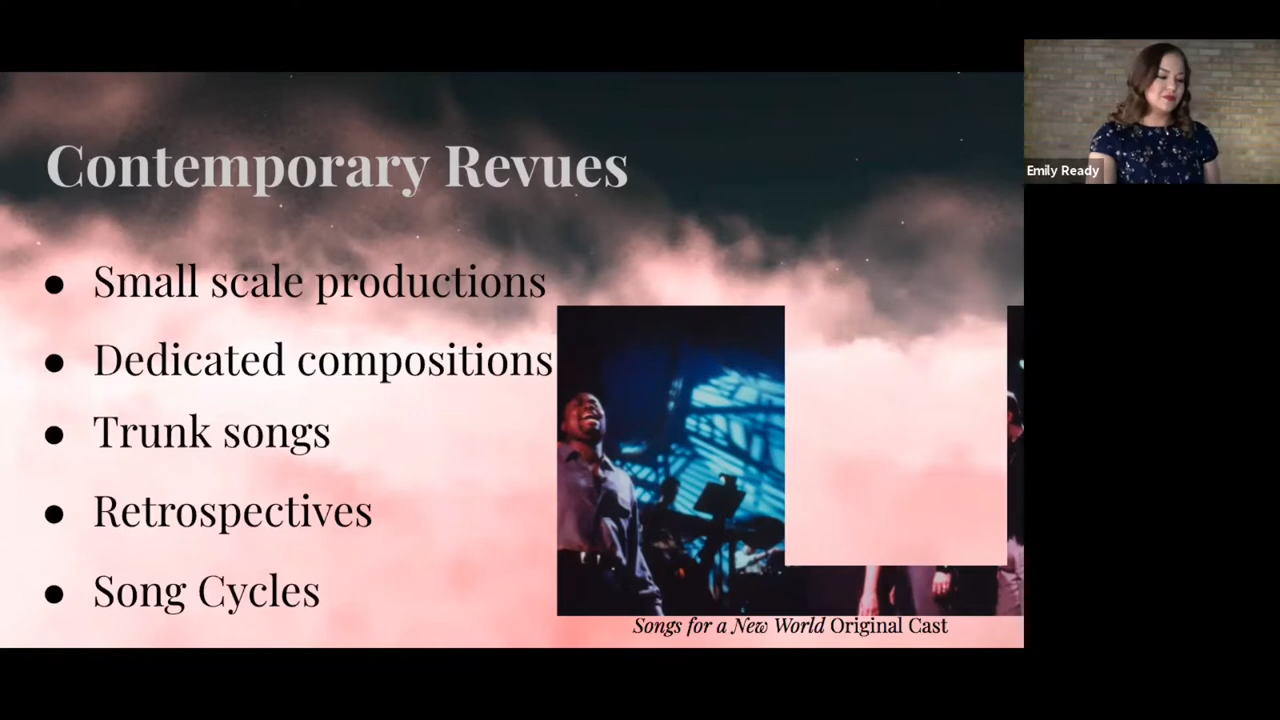 Contemporary Revues
Emily Ready
● Small scale productions
● Dedicated compositions
● Trunk songs
● Retrospectives
● Song Cycles
Songs for a New World Original Cast